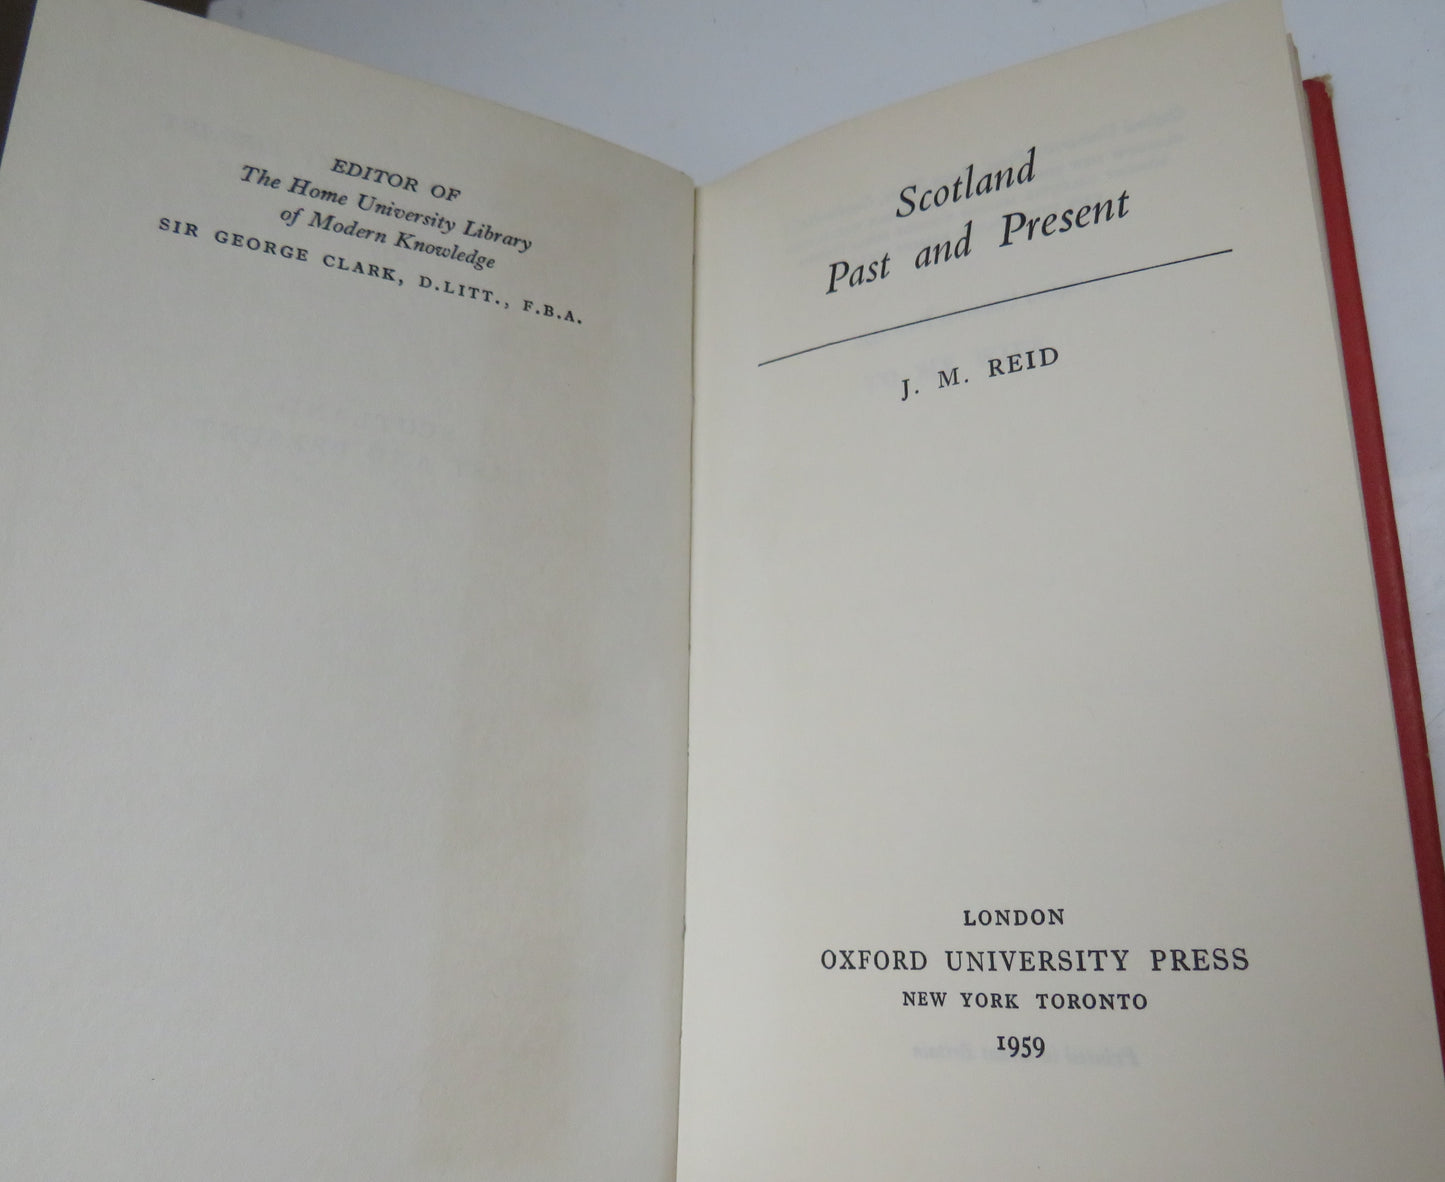 EDITOR OF
The Home University Library
of Modern Knowledge
SIR GEORGE CLARK, D.LITT., F.B.A.
Scotland
Past and Present
J. M. REID
LONDON
OXFORD UNIVERSITY PRESS
NEW YORK TORONTO
1959